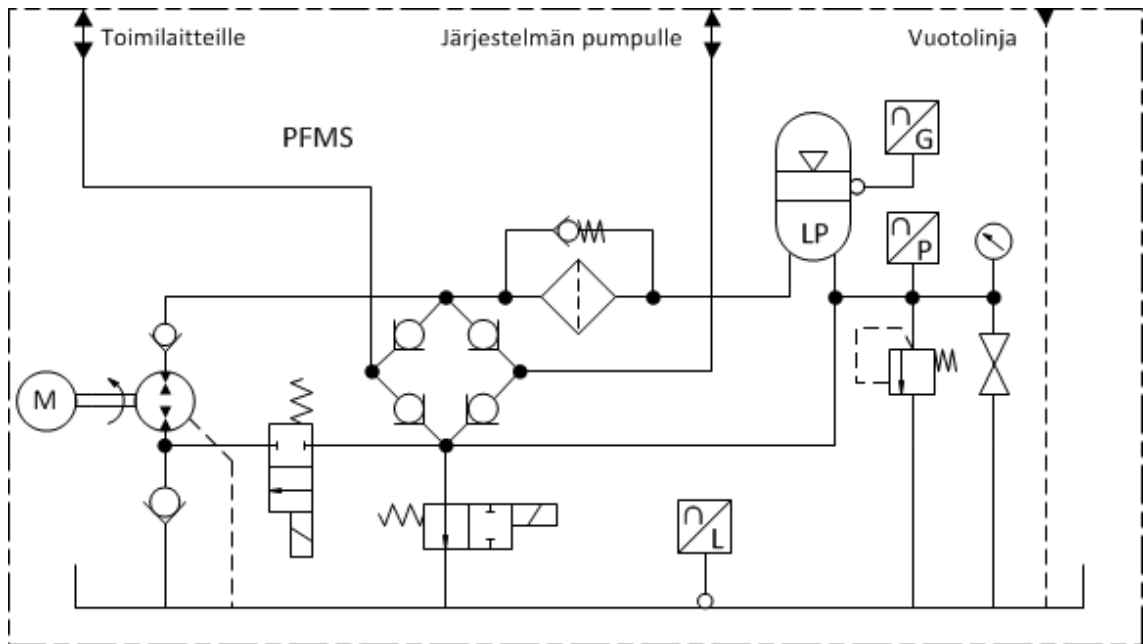 Toimilaitteille
Järjestelmän pumpulle
Vuotolinja
PFMS
G
LP
P
M
L